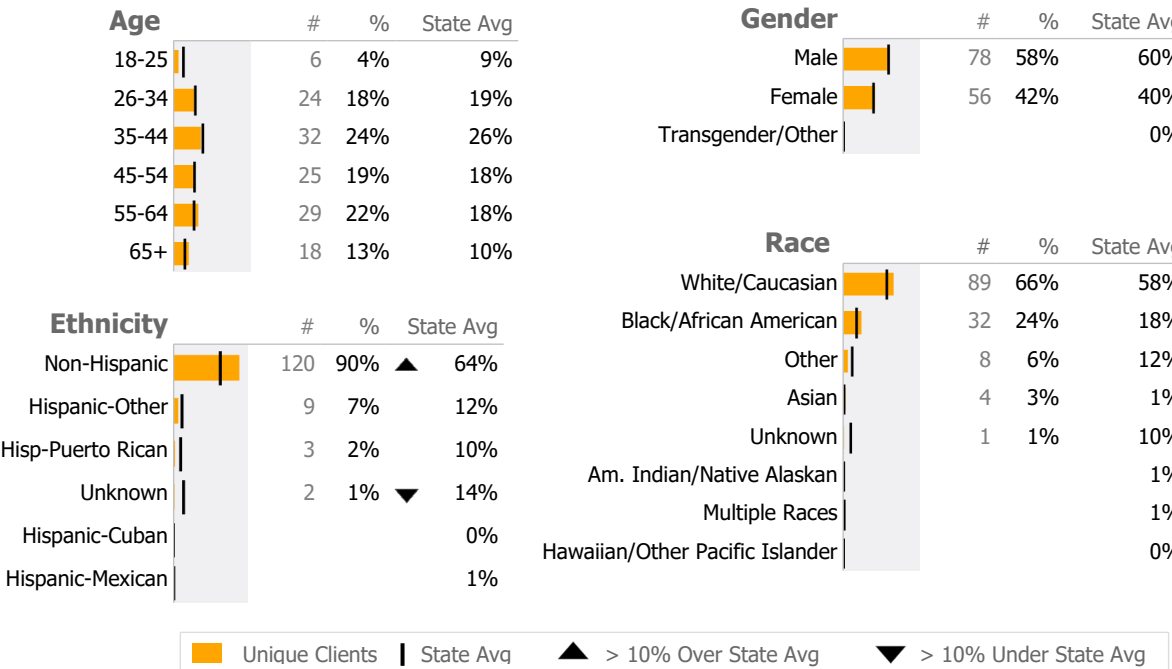 Age # % State Avg
18-25 6 4% 9%
26-34 24 18% 19%
35-44 32 24% 26%
45-54 25 19% 18%
55-64 29 22% 18%
65+ 18 13% 10%
Ethnicity # % State Avg
Non-Hispanic 120 90% ▲ 64%
Hispanic-Other 9 7% 12%
Hisp-Puerto Rican 3 2% 10%
Unknown 2 1% ▼ 14%
Hispanic-Cuban 0%
Hispanic-Mexican 1%
Gender # % State Avg
Male 78 58% 60%
Female 56 42% 40%
Transgender/Other 0%
Race # % State Avg
White/Caucasian 89 66% 58%
Black/African American 32 24% 18%
Other 8 6% 12%
Asian 4 3% 1%
Unknown 1 1% 10%
Am. Indian/Native Alaskan 1%
Multiple Races 1%
Hawaiian/Other Pacific Islander 0%
Unique Clients | State Avg ▲ > 10% Over State Avg ▼ > 10% Under State Avg